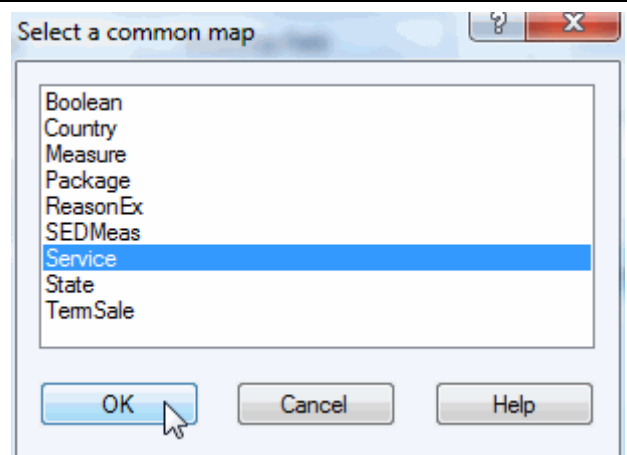 Select a common map
Boolean
Country
Measure
Package
ReasonEx
SEDMeas
Service
State
TermSale
OK
Cancel
Help